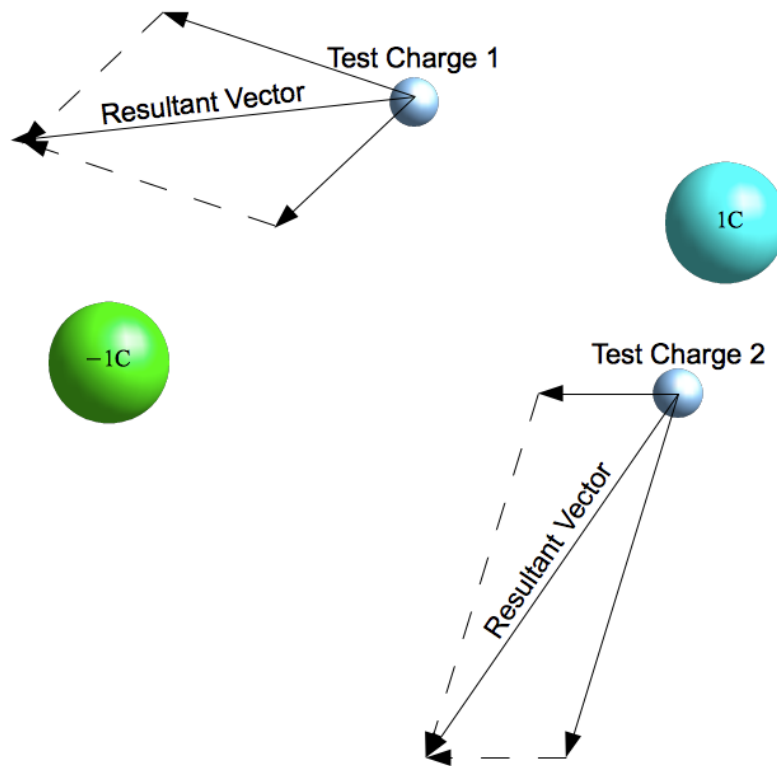 Test Charge 1
Resultant Vector
1C
−1C
Test Charge 2
Resultant Vector